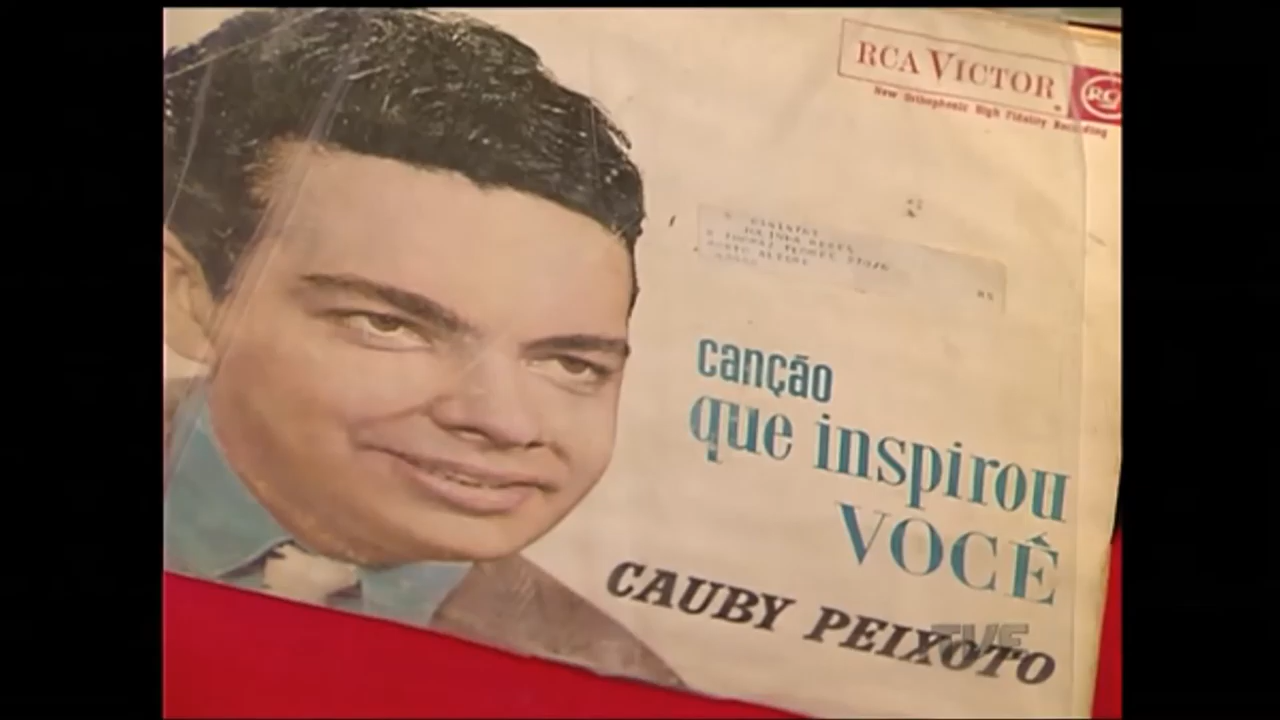 RCA VICTOR
New Orthophonic High Fidelity Recording
canção
que inspirou
VOCÊ
CAUBY PEIXOTO
TVE